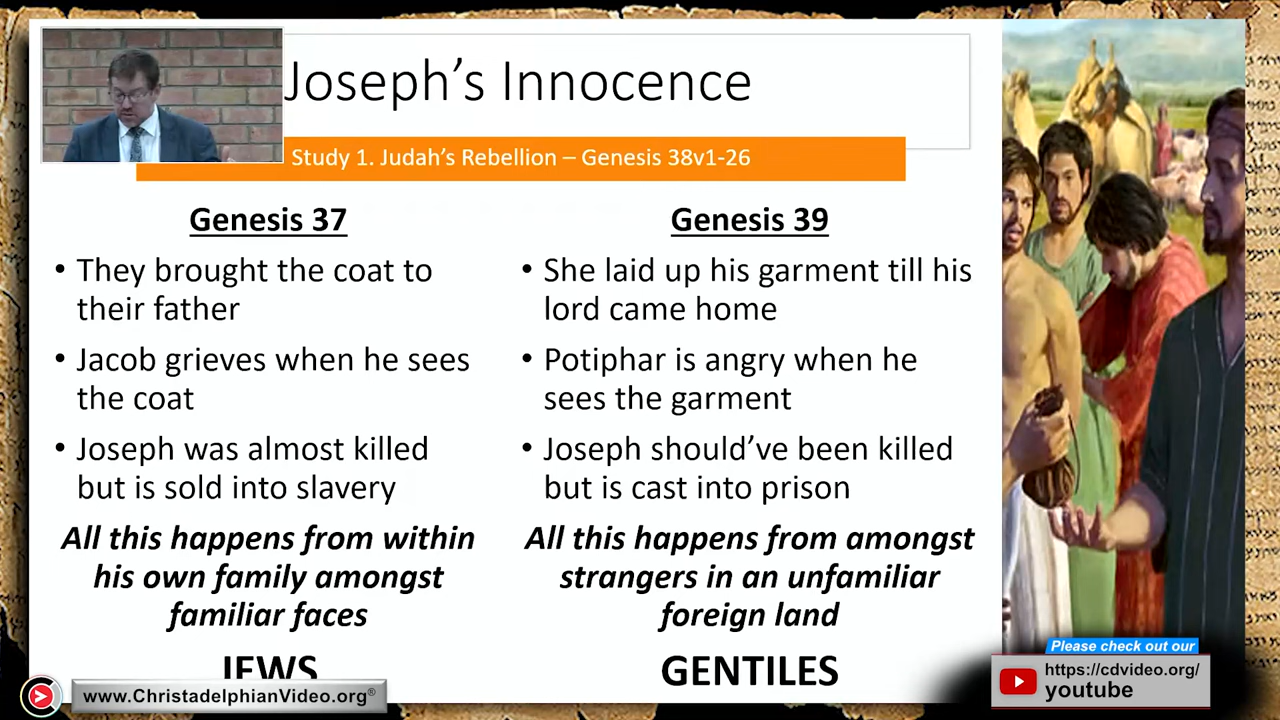 Joseph's Innocence
Study 1. Judah's Rebellion – Genesis 38v1-26
Genesis 37
• They brought the coat to
their father
• Jacob grieves when he sees
the coat
• Joseph was almost killed
but is sold into slavery
All this happens from within
his own family amongst
familiar faces
JEWS
Genesis 39
• She laid up his garment till his
lord came home
• Potiphar is angry when he
sees the garment
• Joseph should've been killed
but is cast into prison
All this happens from amongst
strangers in an unfamiliar
foreign land
GENTILES
www.ChristadelphianVideo.org®
Please check out our
https://cdvideo.org/
youtube